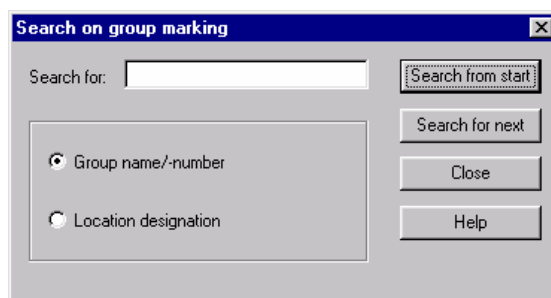 Search on group marking
Search for:
Search from start
Search for next
Group name/-number
Close
Location designation
Help